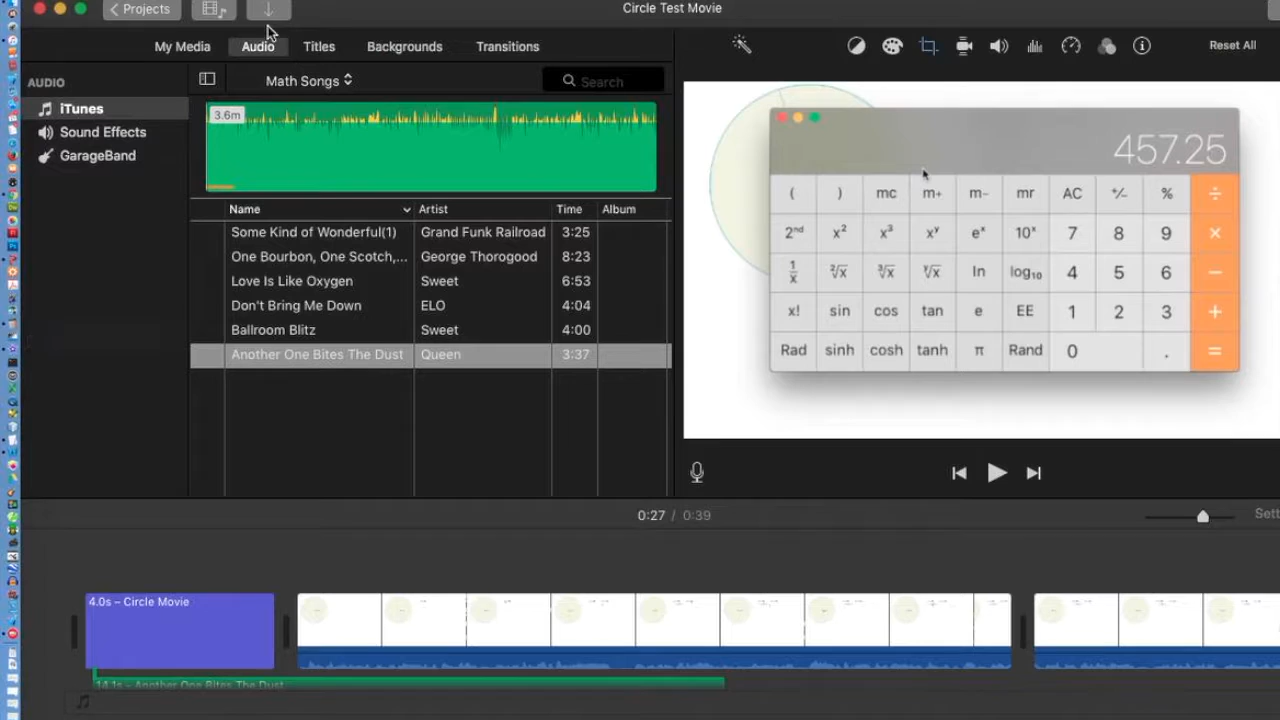 Projects
Circle Test Movie
My Media Audio Titles Backgrounds Transitions
Reset All
AUDIO
iTunes
Sound Effects
GarageBand
Math Songs
Search
3.6m
Name Artist Time Album
Some Kind of Wonderful(1) Grand Funk Railroad 3:25
One Bourbon, One Scotch,... George Thorogood 8:23
Love Is Like Oxygen Sweet 6:53
Don't Bring Me Down ELO 4:04
Ballroom Blitz Sweet 4:00
Another One Bites The Dust Queen 3:37
457.25
( ) mc m+ m- mr AC +/- % ÷
2ⁿᵈ x² x³ xʸ eˣ 10ˣ 7 8 9 ×
1/x ²√x ³√x ʸ√x ln log₁₀ 4 5 6 −
x! sin cos tan e EE 1 2 3 +
Rad sinh cosh tanh π Rand 0 . =
0:27 / 0:39
Sett
4.0s – Circle Movie
14.1s – Another One Bites The Dust